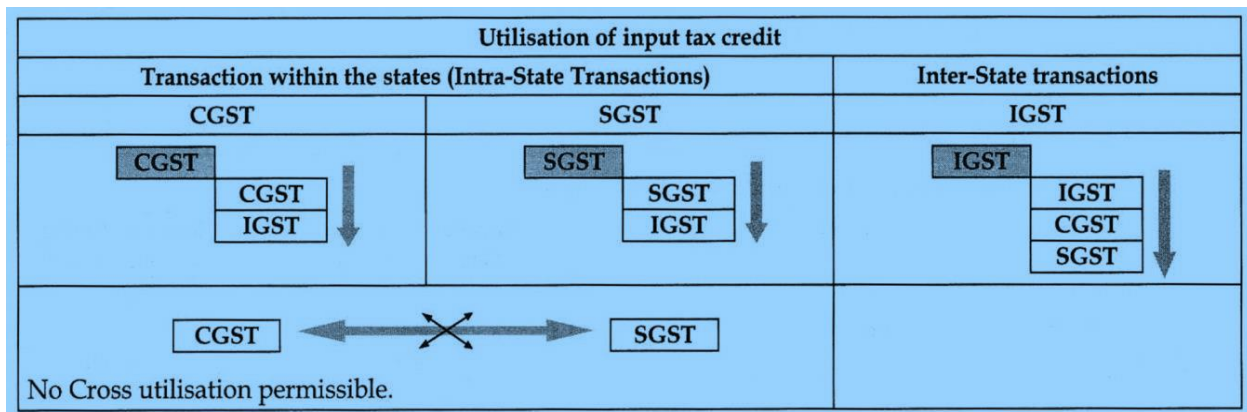 Utilisation of input tax credit
Transaction within the states (Intra-State Transactions)
Inter-State transactions
CGST
SGST
IGST
CGST
CGST
IGST
SGST
SGST
IGST
IGST
IGST
CGST
SGST
CGST
SGST
No Cross utilisation permissible.